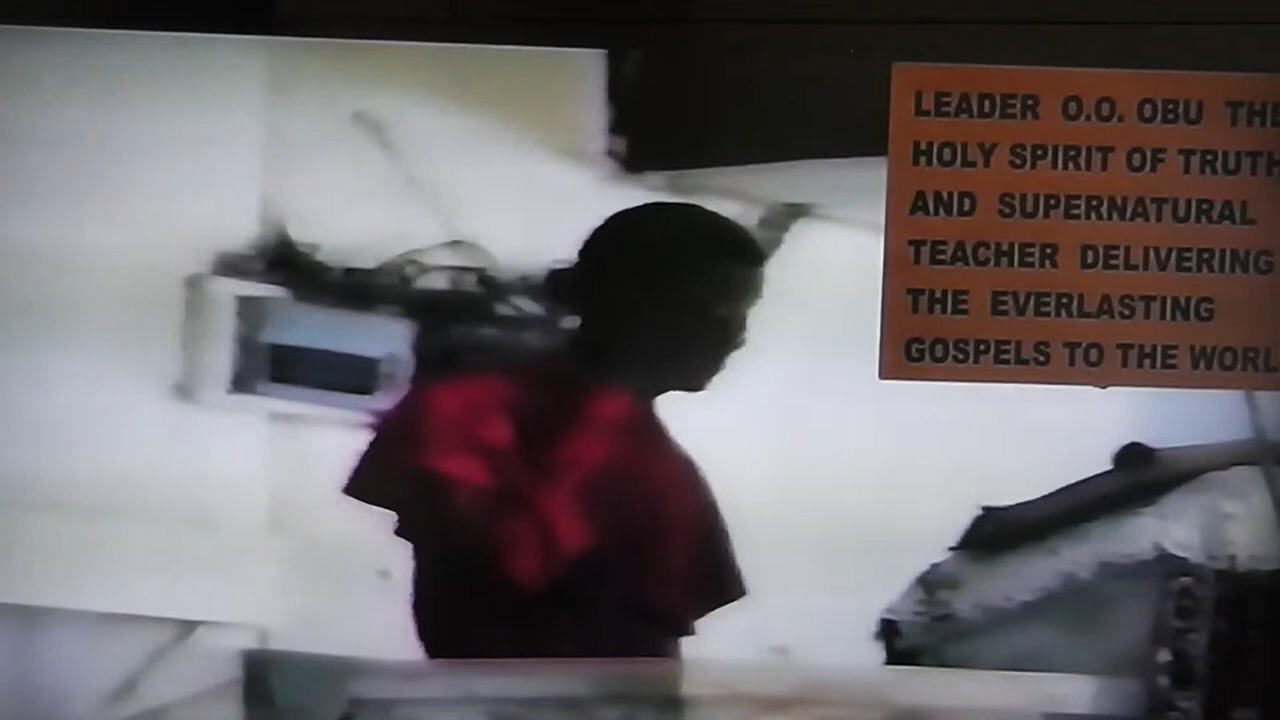 LEADER O.O. OBU THE
HOLY SPIRIT OF TRUTH
AND SUPERNATURAL
TEACHER DELIVERING
THE EVERLASTING
GOSPELS TO THE WORL